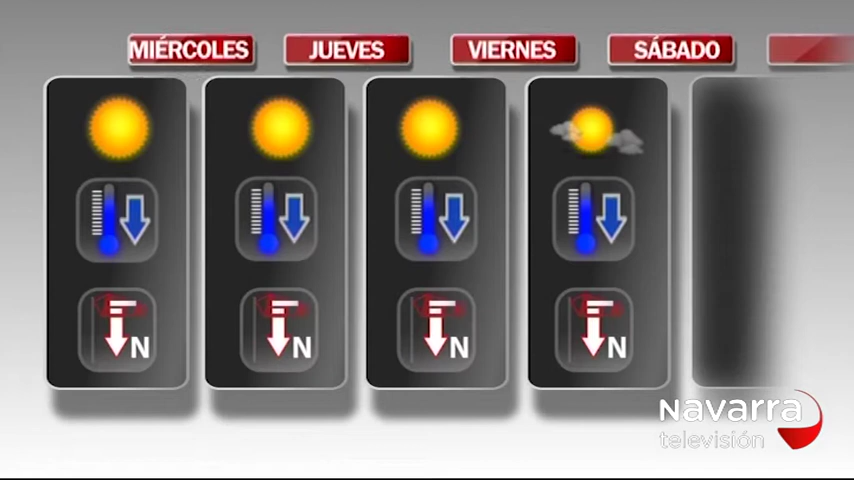 MIÉRCOLES
JUEVES
VIERNES
SÁBADO
N
N
N
N
Navarra
televisión